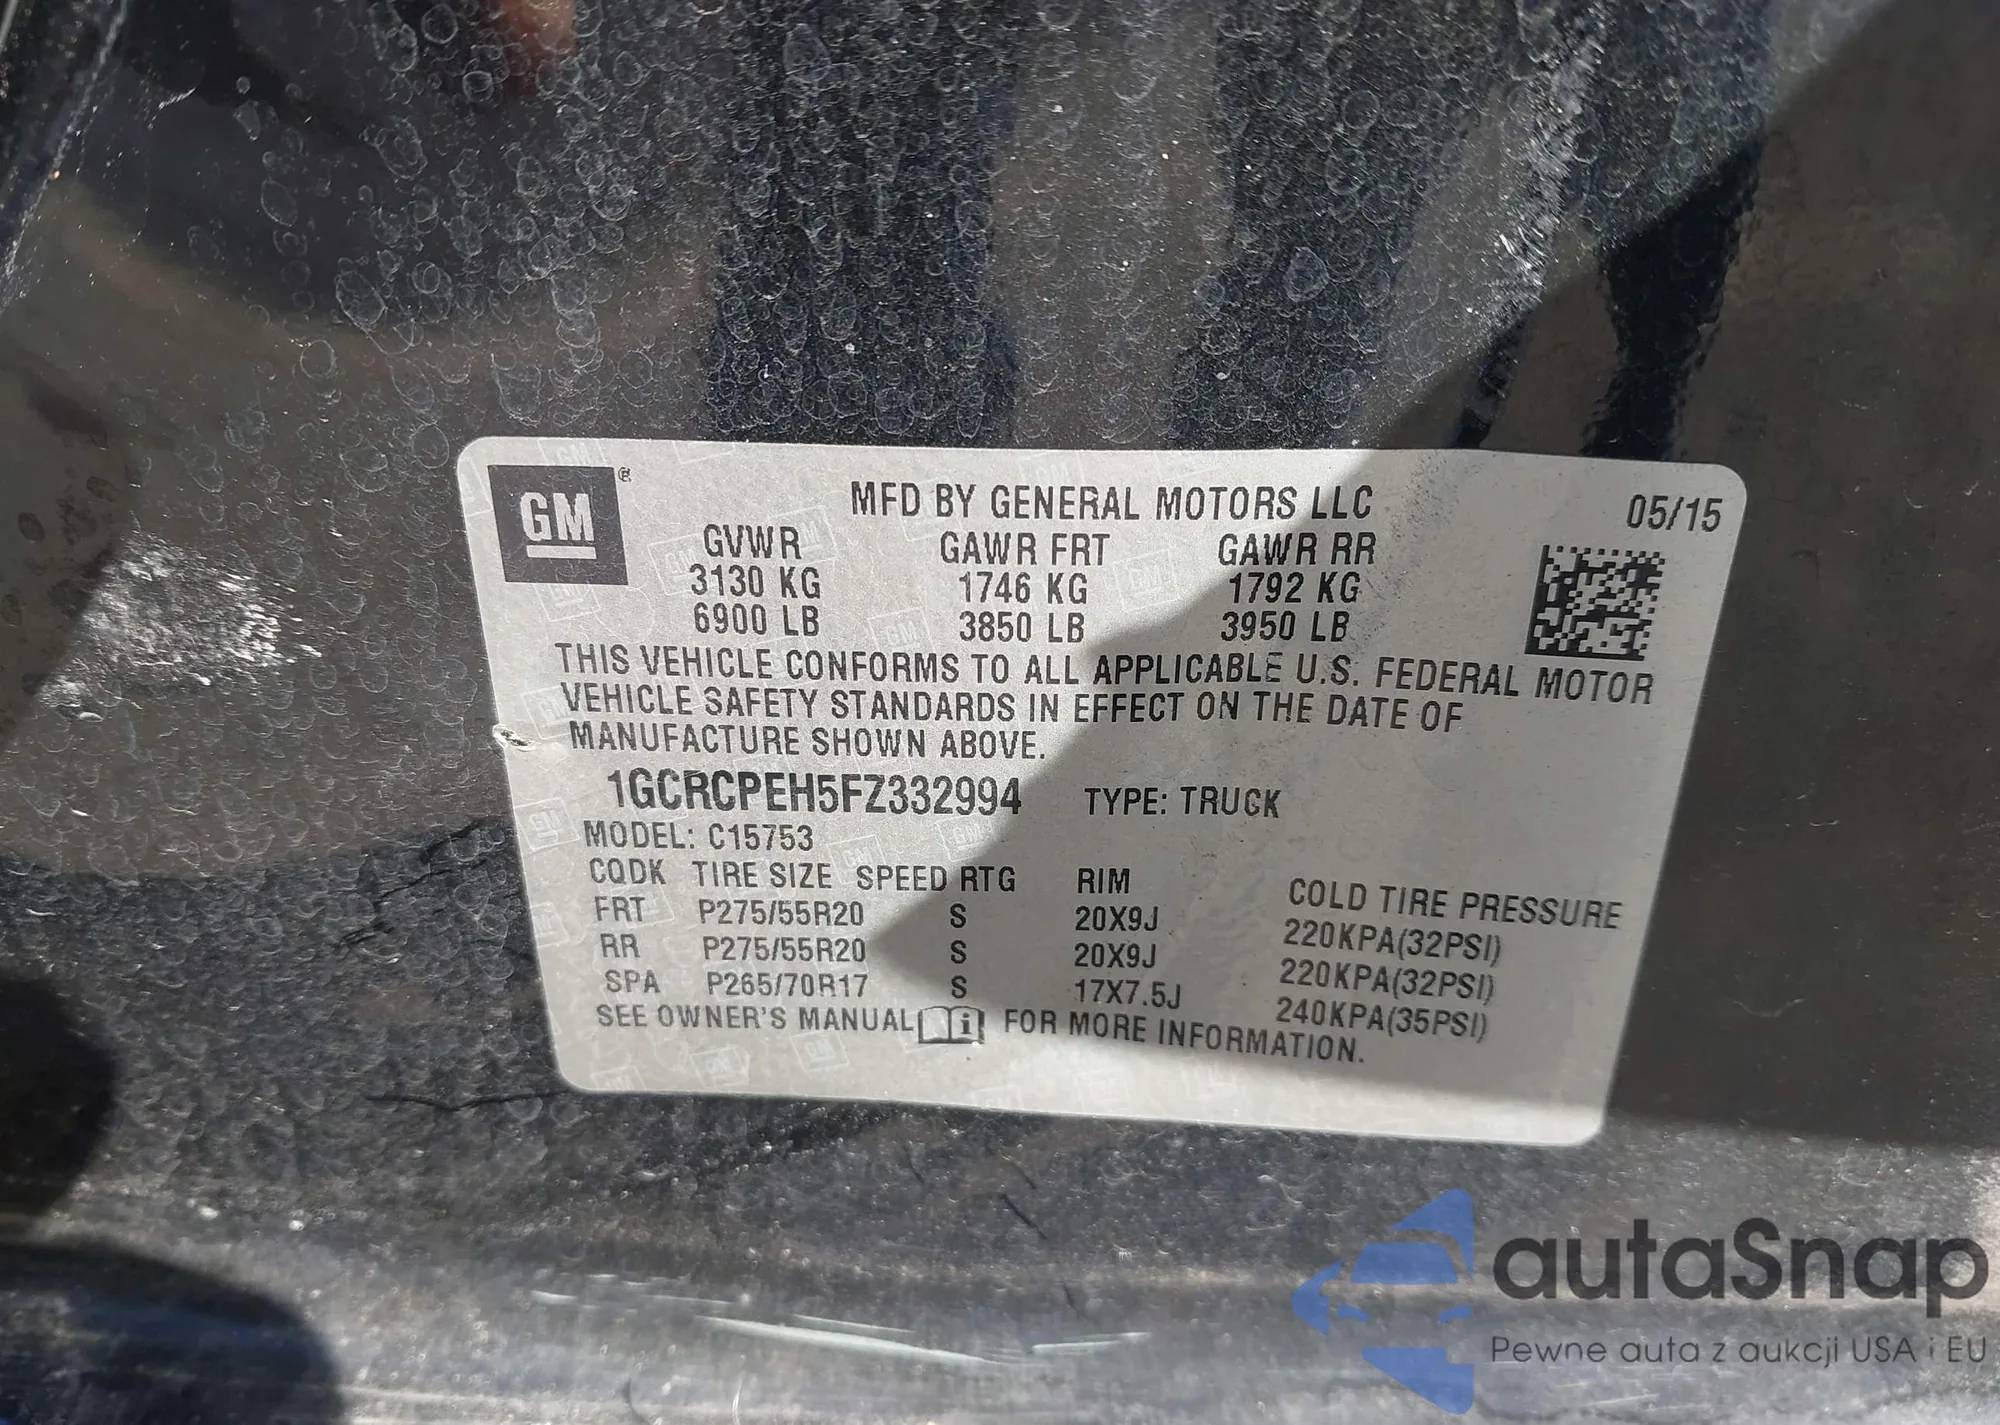 GM®
MFD BY GENERAL MOTORS LLC 05/15
GVWR GAWR FRT GAWR RR
3130 KG 1746 KG 1792 KG
6900 LB 3850 LB 3950 LB
THIS VEHICLE CONFORMS TO ALL APPLICABLE U.S. FEDERAL MOTOR
VEHICLE SAFETY STANDARDS IN EFFECT ON THE DATE OF
MANUFACTURE SHOWN ABOVE.
1GCRCPEH5FZ332994 TYPE: TRUCK
MODEL: C15753
CQDK TIRE SIZE SPEED RTG RIM COLD TIRE PRESSURE
FRT P275/55R20 S 20X9J 220KPA(32PSI)
RR P275/55R20 S 20X9J 220KPA(32PSI)
SPA P265/70R17 S 17X7.5J 240KPA(35PSI)
SEE OWNER'S MANUAL i FOR MORE INFORMATION.
autaSnap
Pewne auta z aukcji USA i EU